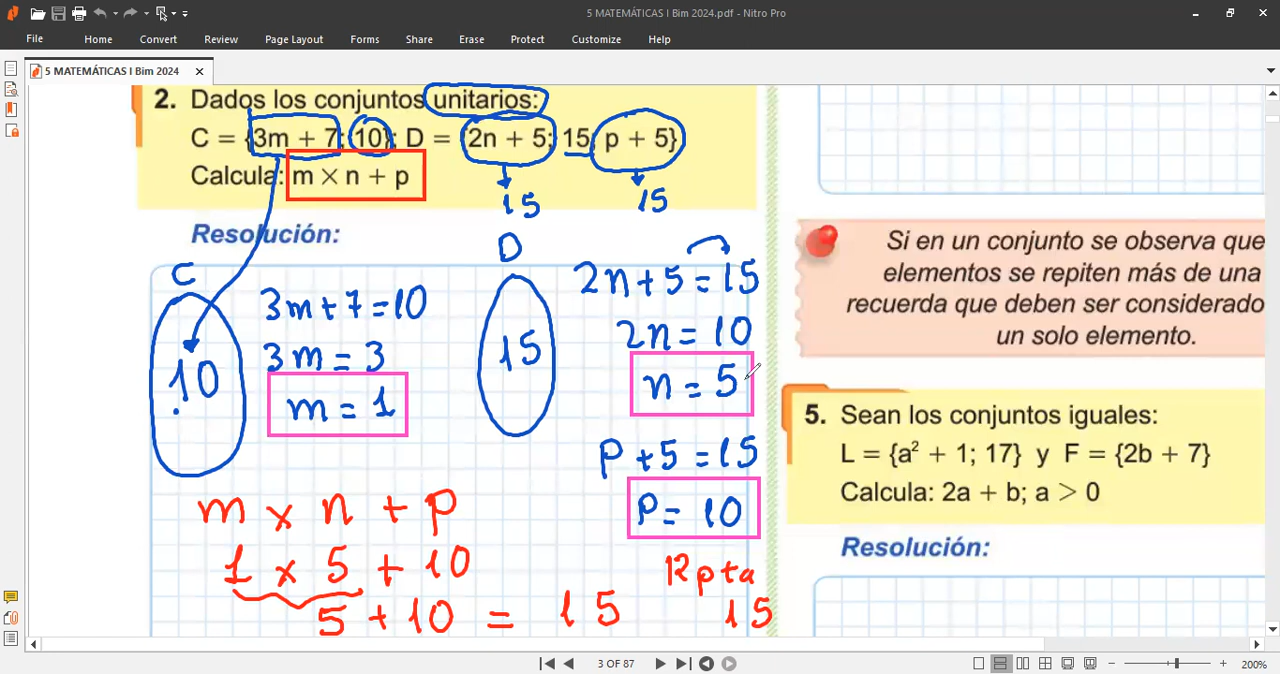 5 MATEMÁTICAS I Bim 2024.pdf - Nitro Pro
File Home Convert Review Page Layout Forms Share Erase Protect Customize Help
5 MATEMÁTICAS I Bim 2024
2. Dados los conjuntos unitarios:
C = {3m + 7; 10}; D = {2n + 5; 15; p + 5}
Calcula: m × n + p
15 15
Resolución:
C
10
3m+7=10
3m = 3
m = 1
D
15
2n+5=15
2n = 10
n = 5
p+5=15
p = 10
m x n + p
1 x 5 + 10
5 + 10 = 15
Rpta
15
Si en un conjunto se observa que
elementos se repiten más de una
recuerda que deben ser considerado
un solo elemento.
5. Sean los conjuntos iguales:
L = {a² + 1; 17} y F = {2b + 7}
Calcula: 2a + b; a > 0
Resolución:
3 OF 87
200%